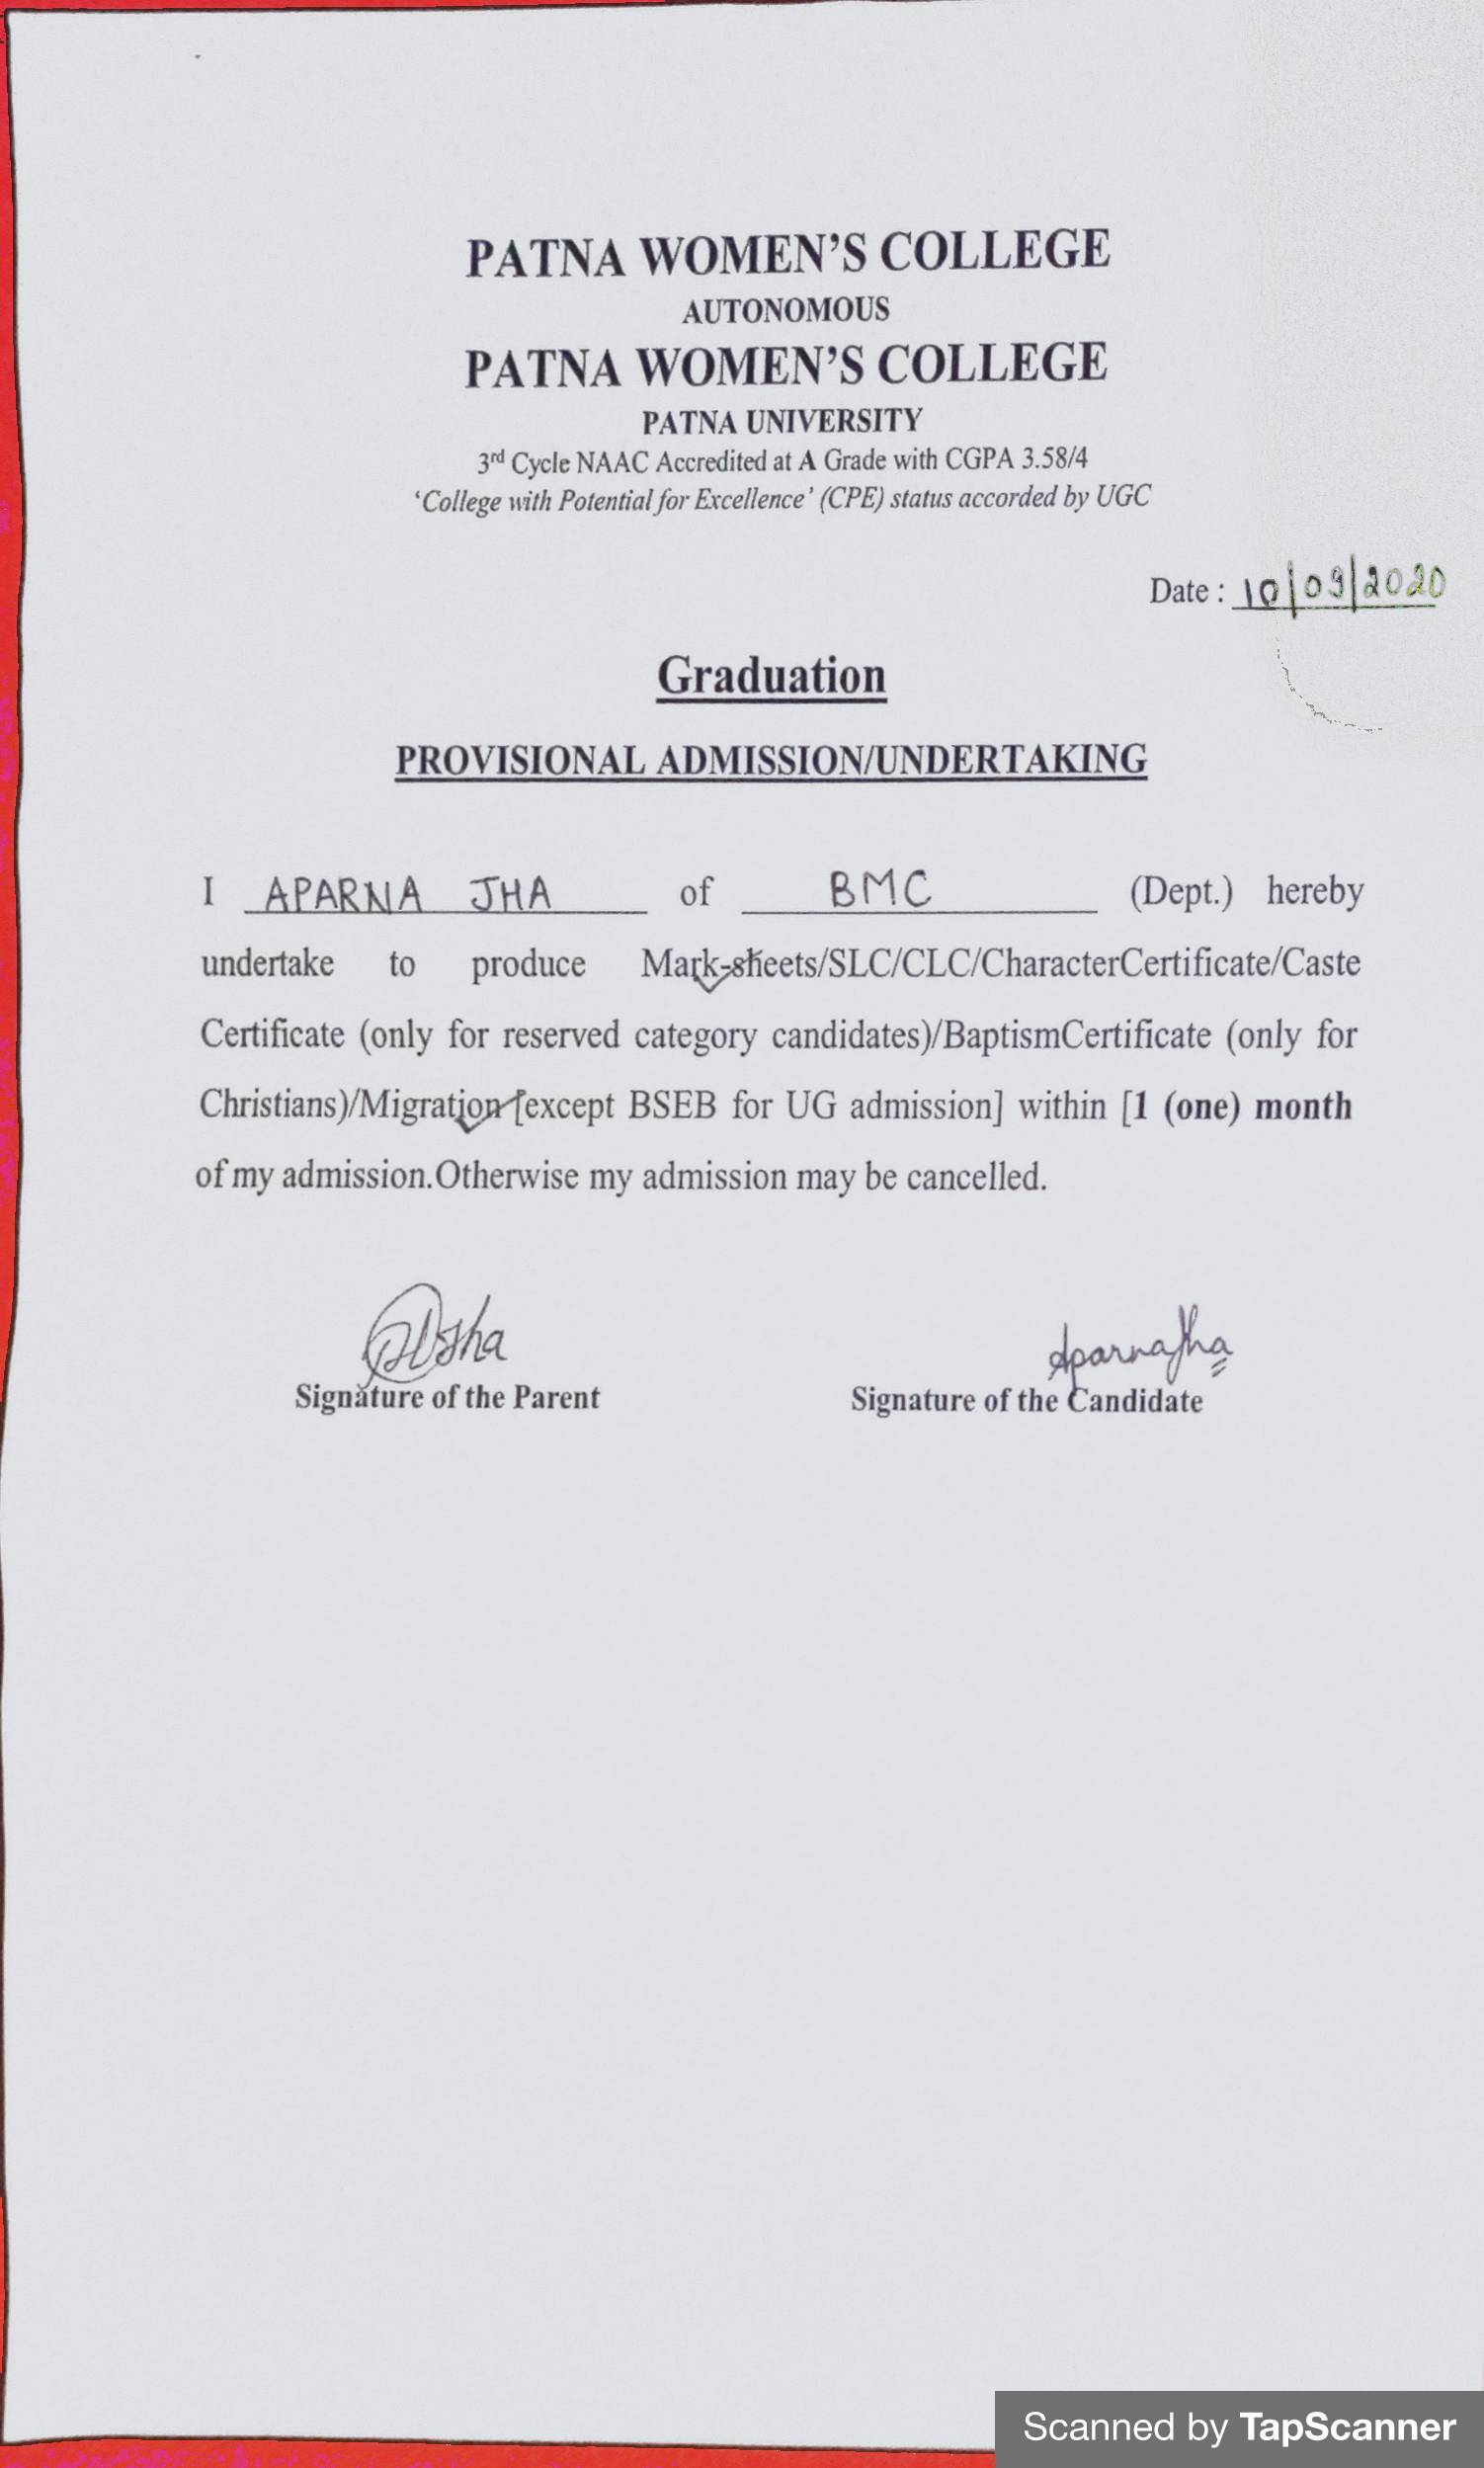 PATNA WOMEN'S COLLEGE
AUTONOMOUS
PATNA WOMEN'S COLLEGE
PATNA UNIVERSITY
3rd Cycle NAAC Accredited at A Grade with CGPA 3.58/4
'College with Potential for Excellence' (CPE) status accorded by UGC
Date : 10/09/2020
Graduation
PROVISIONAL ADMISSION/UNDERTAKING
I APARNA JHA of BMC (Dept.) hereby
undertake to produce Mark-sheets/SLC/CLC/CharacterCertificate/Caste
Certificate (only for reserved category candidates)/BaptismCertificate (only for
Christians)/Migration [except BSEB for UG admission] within [1 (one) month
of my admission.Otherwise my admission may be cancelled.
Aparna Jha
Signature of the Parent Signature of the Candidate
Scanned by TapScanner